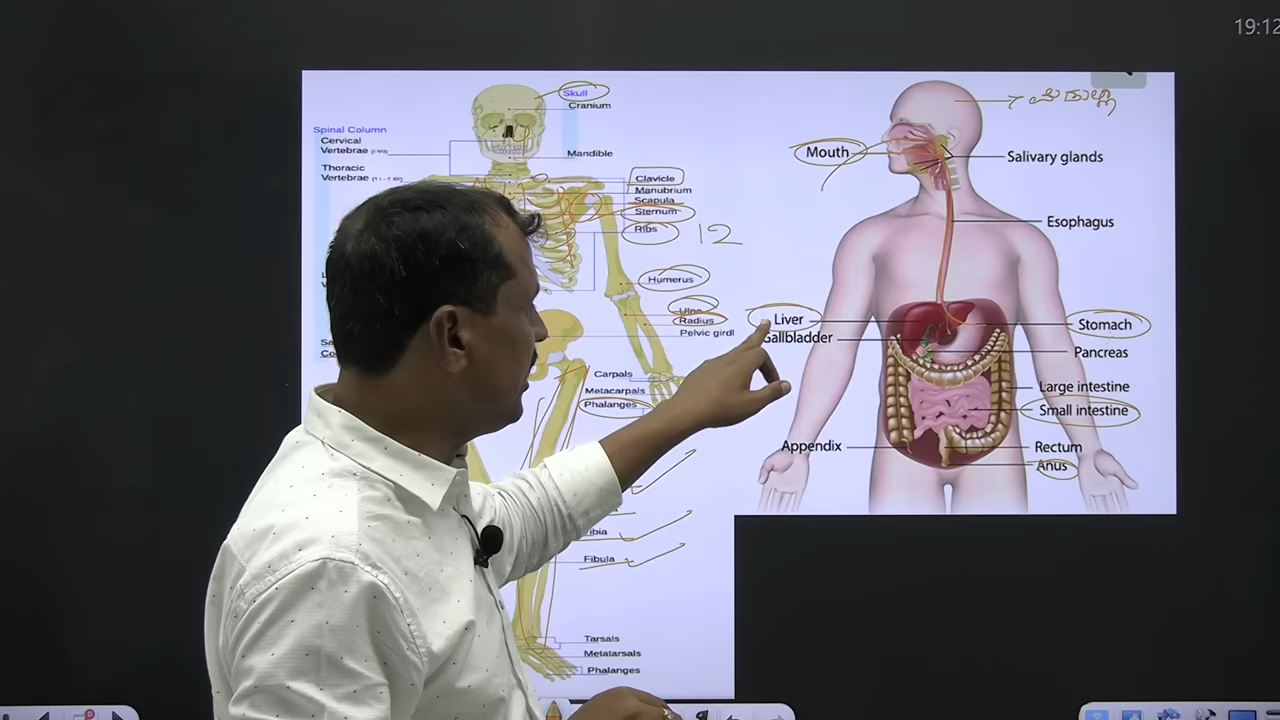 19:12
Skull
Cranium
Spinal Column
Cervical
Vertebrae
Mandible
Thoracic
Vertebrae
Clavicle
Manubrium
Scapula
Sternum
Ribs
12
Humerus
Ulna
Radius
Pelvic girdl
Carpals
Metacarpals
Phalanges
Fibula
Tarsals
Metatarsals
Phalanges
Mouth
Salivary glands
Esophagus
Liver
Gallbladder
Stomach
Pancreas
Large intestine
Small intestine
Appendix
Rectum
Anus